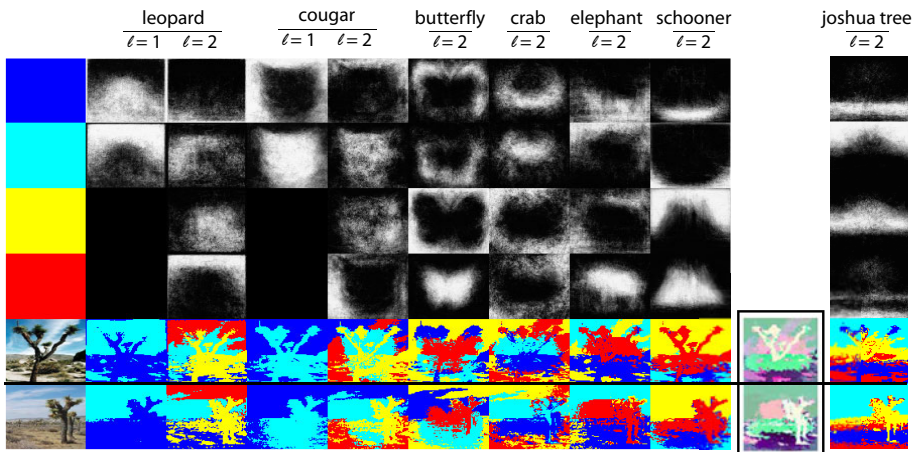 leopard cougar butterfly crab elephant schooner joshua tree
ℓ = 1 ℓ = 2 ℓ = 1 ℓ = 2 ℓ = 2 ℓ = 2 ℓ = 2 ℓ = 2 ℓ = 2